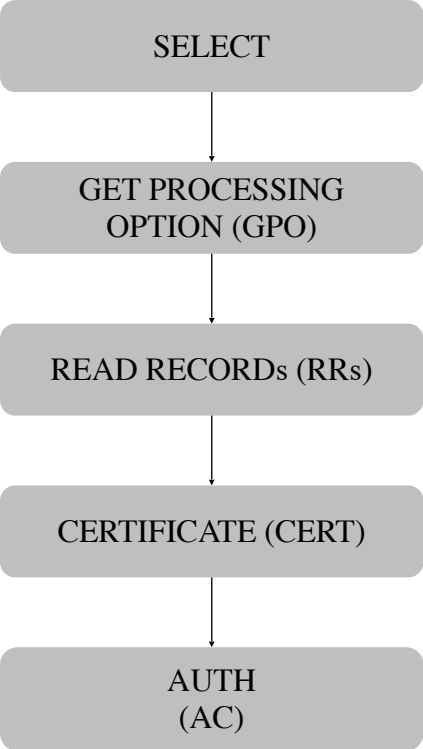 SELECT
GET PROCESSING
OPTION (GPO)
READ RECORDs (RRs)
CERTIFICATE (CERT)
AUTH
(AC)